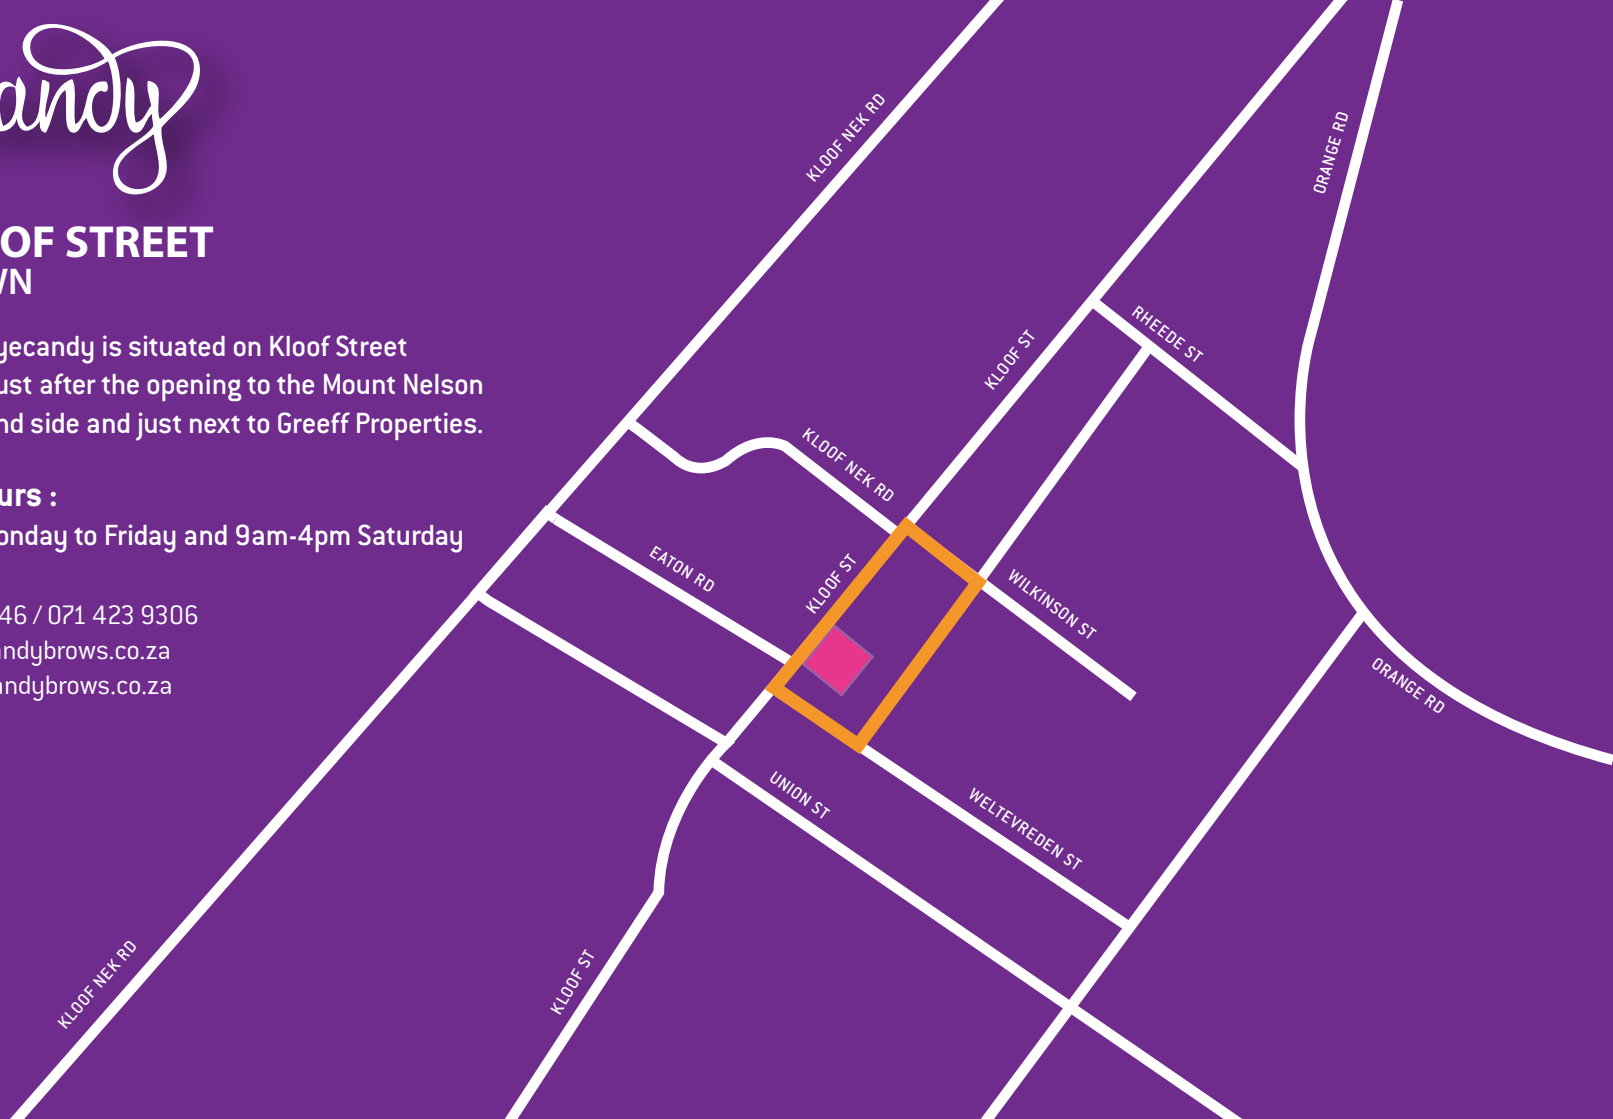 andy
OF STREET
WN
yecandy is situated on Kloof Street
ust after the opening to the Mount Nelson
nd side and just next to Greeff Properties.
urs :
onday to Friday and 9am-4pm Saturday
46 / 071 423 9306
andybrows.co.za
andybrows.co.za
KLOOF NEK RD
ORANGE RD
RHEEDE ST
KLOOF ST
KLOOF NEK RD
EATON RD
KLOOF ST
WILKINSON ST
ORANGE RD
UNION ST
WELTEVREDEN ST
KLOOF NEK RD
KLOOF ST